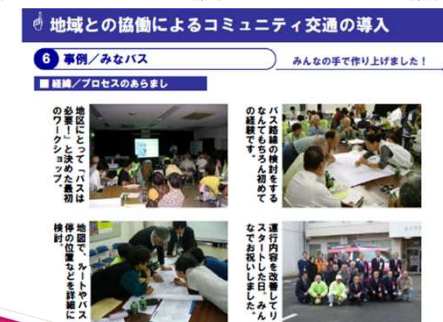 地域との協働によるコミュニティ交通の導入
6 事例／みなバス
みんなの手で作り上げました！
■ 経緯／プロセスのあらまし
地区にとって「バスは
必要！」と決めた最初
のワークショップ。
バス路線の検討をする
なんてもちろん初めて
の経験です。
地図で、ルートやバス
停の位置などを詳細に
検討。
運行内容を改善してリ
スタートした日。みん
なでお祝いしました。